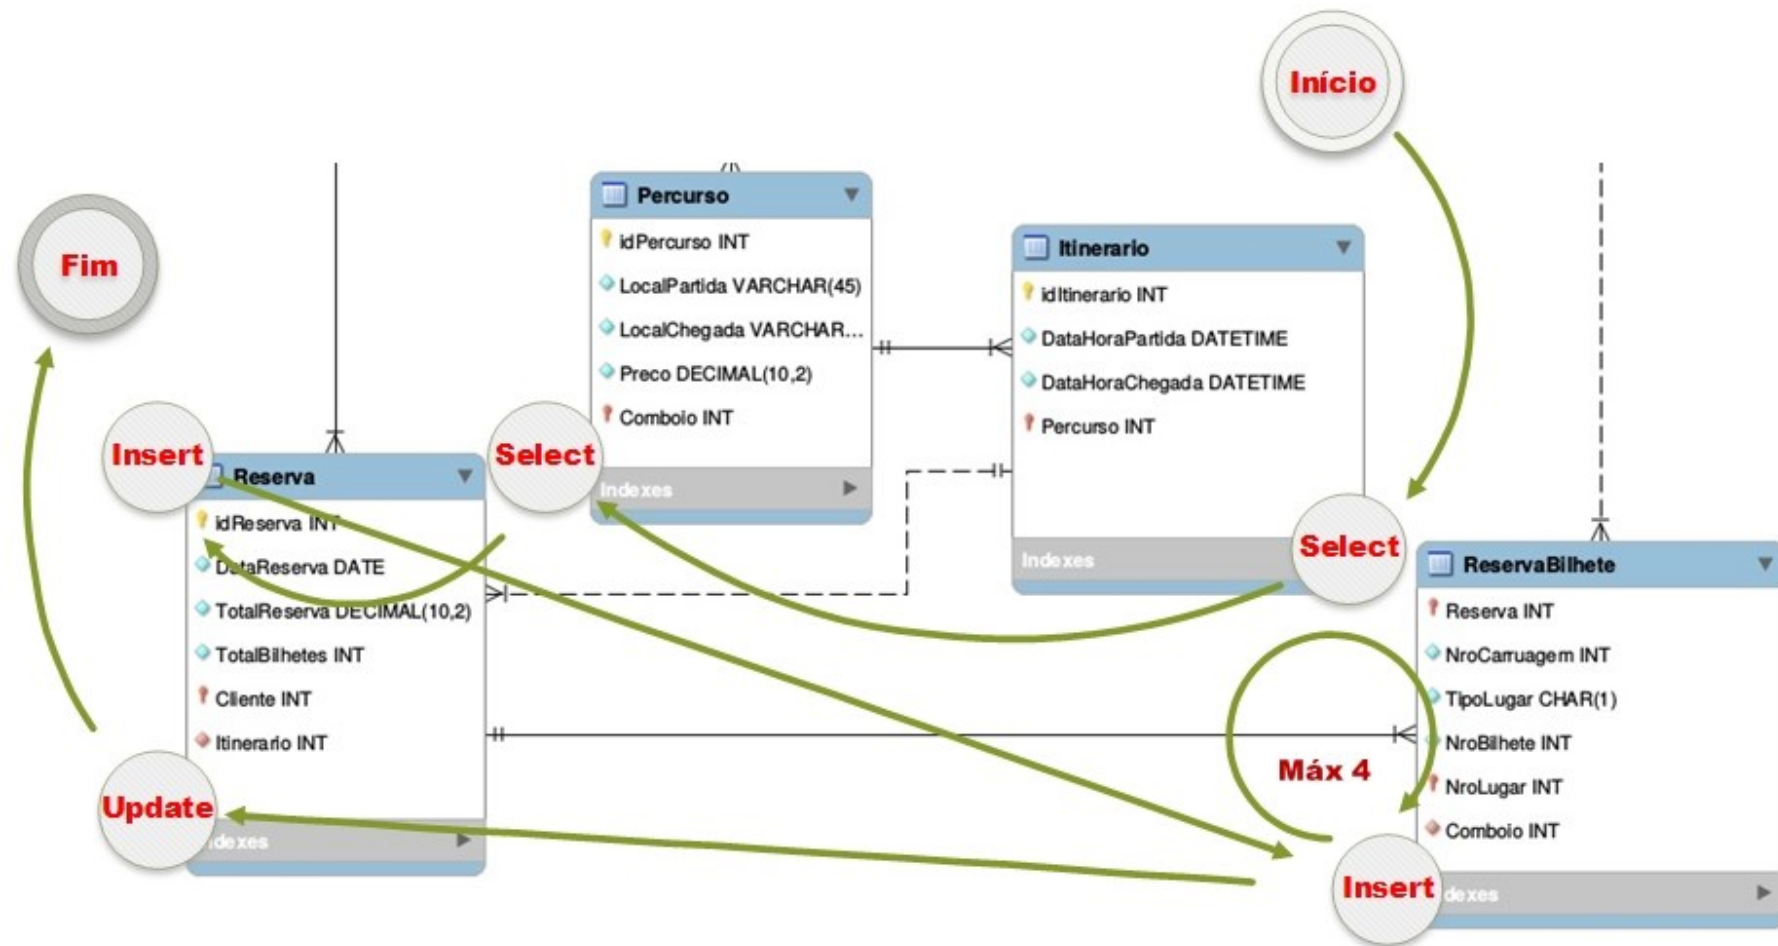 Início
Fim
Percurso
idPercurso INT
LocalPartida VARCHAR(45)
LocalChegada VARCHAR...
Preco DECIMAL(10,2)
Comboio INT
Indexes
Select
Itinerario
idItinerario INT
DataHoraPartida DATETIME
DataHoraChegada DATETIME
Percurso INT
Indexes
Select
Insert
Reserva
idReserva INT
DataReserva DATE
TotalReserva DECIMAL(10,2)
TotalBilhetes INT
Cliente INT
Itinerario INT
Update
dexes
ReservaBilhete
Reserva INT
NroCarruagem INT
TipoLugar CHAR(1)
NroBilhete INT
NroLugar INT
Comboio INT
Máx 4
Insert
dexes